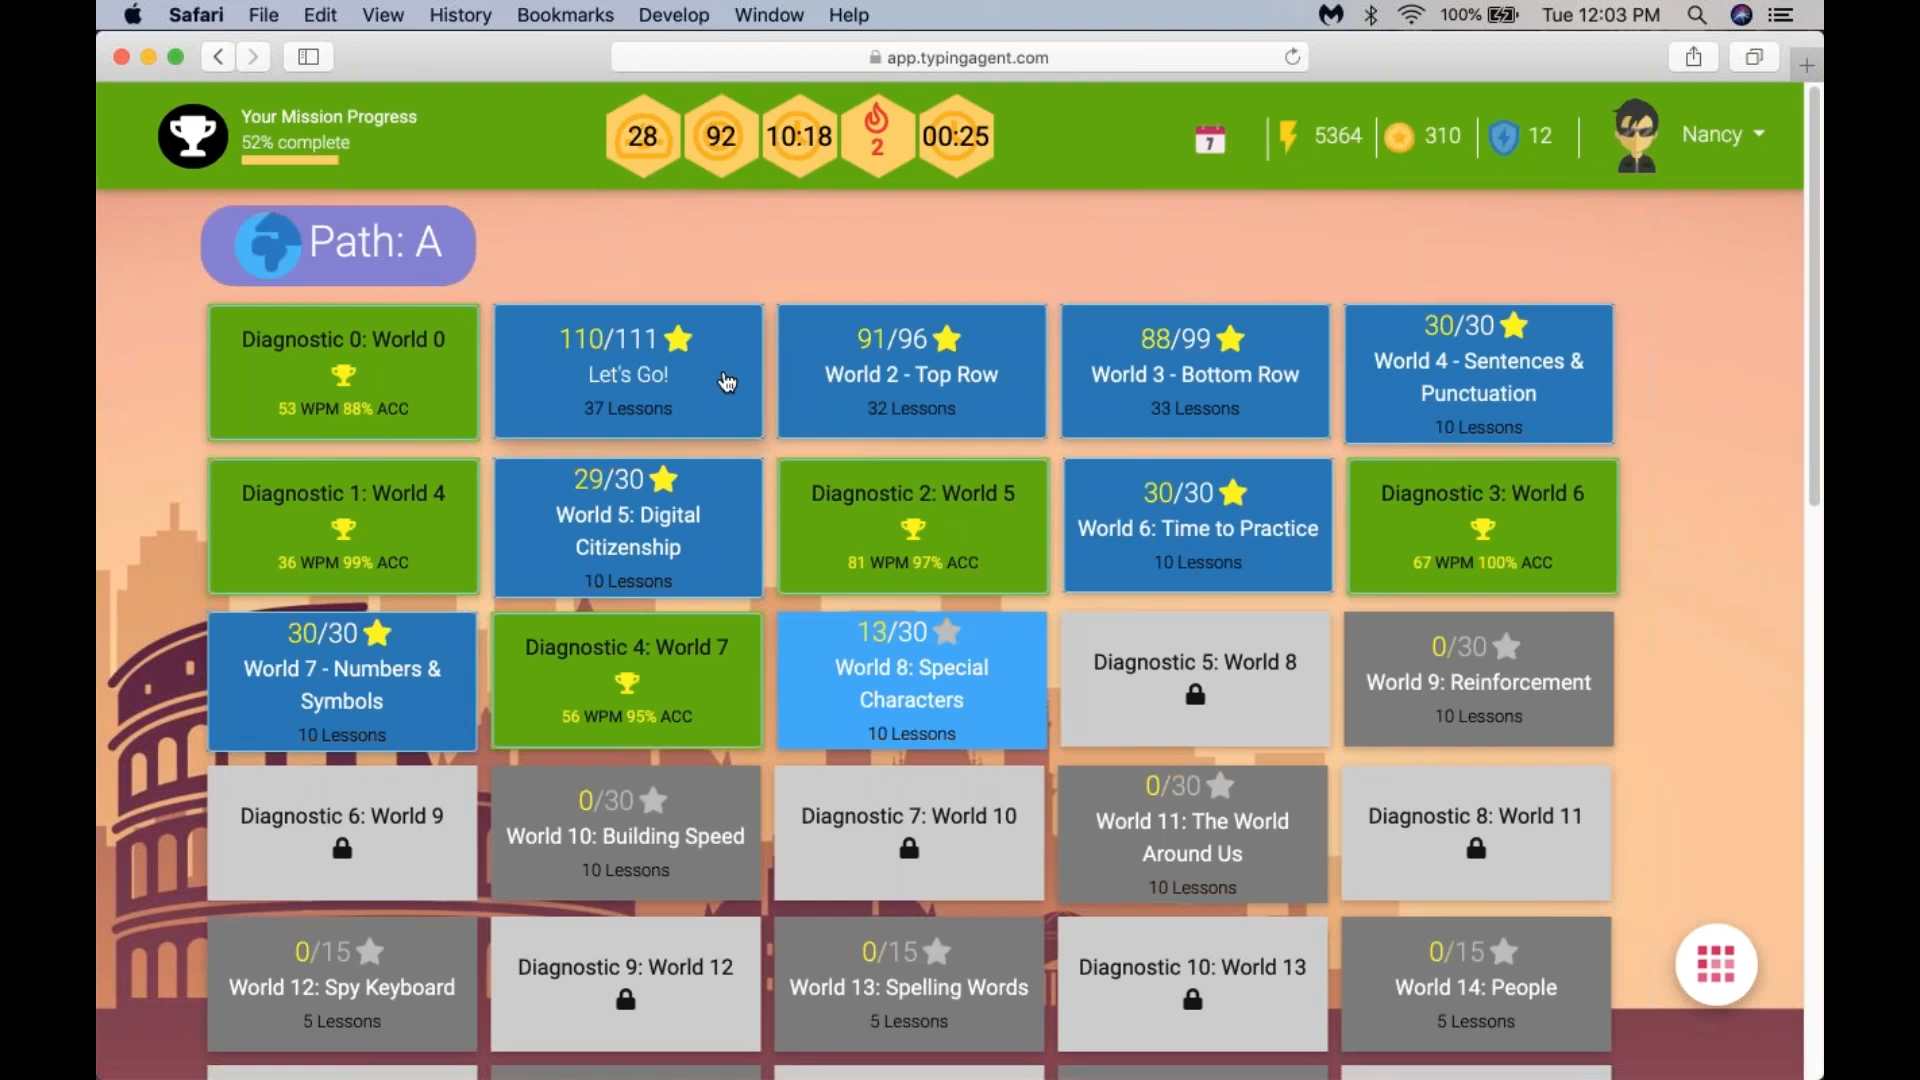 Safari File Edit View History Bookmarks Develop Window Help 100% Tue 12:03 PM
app.typingagent.com
Your Mission Progress
52% complete
28 92 10:18 2 00:25
7 5364 310 12 Nancy
Path: A
Diagnostic 0: World 0
53 WPM 88% ACC
110/111
Let's Go!
37 Lessons
91/96
World 2 - Top Row
32 Lessons
88/99
World 3 - Bottom Row
33 Lessons
30/30
World 4 - Sentences &
Punctuation
10 Lessons
Diagnostic 1: World 4
36 WPM 99% ACC
29/30
World 5: Digital
Citizenship
10 Lessons
Diagnostic 2: World 5
81 WPM 97% ACC
30/30
World 6: Time to Practice
10 Lessons
Diagnostic 3: World 6
67 WPM 100% ACC
30/30
World 7 - Numbers &
Symbols
10 Lessons
Diagnostic 4: World 7
56 WPM 95% ACC
13/30
World 8: Special
Characters
10 Lessons
Diagnostic 5: World 8
0/30
World 9: Reinforcement
10 Lessons
Diagnostic 6: World 9
0/30
World 10: Building Speed
10 Lessons
Diagnostic 7: World 10
0/30
World 11: The World
Around Us
10 Lessons
Diagnostic 8: World 11
0/15
World 12: Spy Keyboard
5 Lessons
Diagnostic 9: World 12
0/15
World 13: Spelling Words
5 Lessons
Diagnostic 10: World 13
0/15
World 14: People
5 Lessons